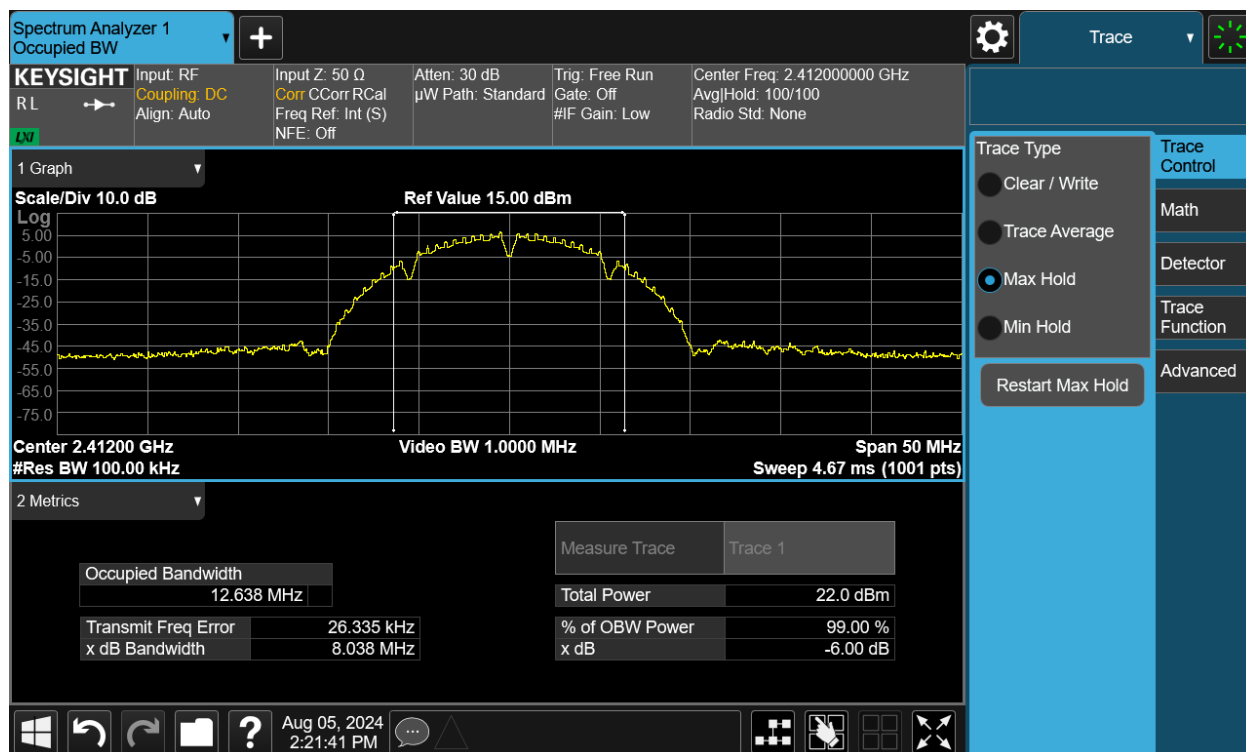 Spectrum Analyzer 1
Occupied BW
Trace
KEYSIGHT
R L
LXI
Input: RF
Coupling: DC
Align: Auto
Input Z: 50 Ω
Corr CCorr RCal
Freq Ref: Int (S)
NFE: Off
Atten: 30 dB
µW Path: Standard
Trig: Free Run
Gate: Off
#IF Gain: Low
Center Freq: 2.412000000 GHz
Avg|Hold: 100/100
Radio Std: None
1 Graph
Scale/Div 10.0 dB
Ref Value 15.00 dBm
Log
5.00
-5.00
-15.0
-25.0
-35.0
-45.0
-55.0
-65.0
-75.0
Center 2.41200 GHz
Video BW 1.0000 MHz
Span 50 MHz
#Res BW 100.00 kHz
Sweep 4.67 ms (1001 pts)
2 Metrics
Measure Trace
Trace 1
Occupied Bandwidth
12.638 MHz
Total Power
22.0 dBm
Transmit Freq Error
26.335 kHz
% of OBW Power
99.00 %
x dB Bandwidth
8.038 MHz
x dB
-6.00 dB
Trace Type
Clear / Write
Trace Average
Max Hold
Min Hold
Restart Max Hold
Trace
Control
Math
Detector
Trace
Function
Advanced
?
Aug 05, 2024
2:21:41 PM